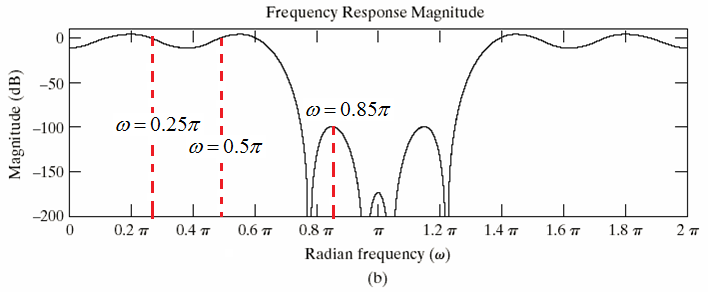 Frequency Response Magnitude
0
−50
−100
−150
−200
Magnitude (dB)
ω = 0.25π
ω = 0.5π
ω = 0.85π
0 0.2 π 0.4 π 0.6 π 0.8 π π 1.2 π 1.4 π 1.6 π 1.8 π 2 π
Radian frequency (ω)
(b)